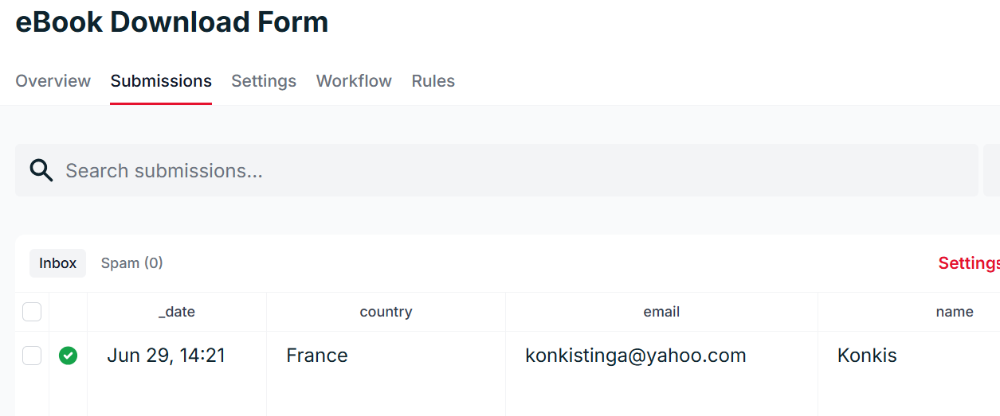 eBook Download Form
Overview Submissions Settings Workflow Rules
Search submissions...
Inbox Spam (0) Settings
_date country email name
Jun 29, 14:21 France konkistinga@yahoo.com Konkis